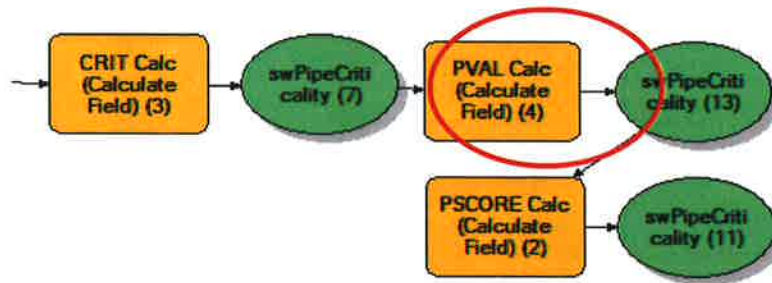 CRIT Calc
(Calculate
Field) (3)
swPipeCriti
cality (7)
PVAL Calc
(Calculate
Field) (4)
swPipeCriti
cality (13)
PSCORE Calc
(Calculate
Field) (2)
swPipeCriti
cality (11)